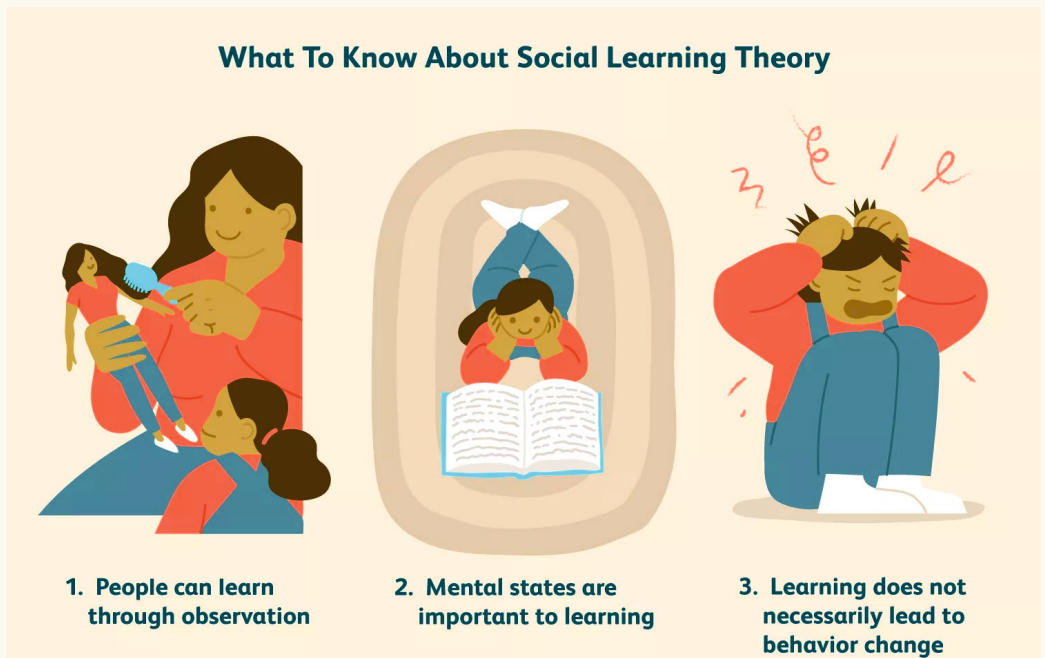 What To Know About Social Learning Theory
1. People can learn
through observation
2. Mental states are
important to learning
3. Learning does not
necessarily lead to
behavior change